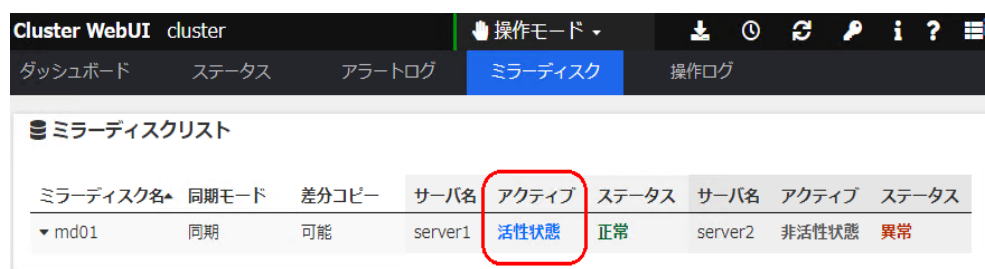 Cluster WebUI cluster 操作モード
ダッシュボード ステータス アラートログ ミラーディスク 操作ログ
ミラーディスクリスト
ミラーディスク名 同期モード 差分コピー サーバ名 アクティブ ステータス サーバ名 アクティブ ステータス
md01 同期 可能 server1 活性状態 正常 server2 非活性状態 異常